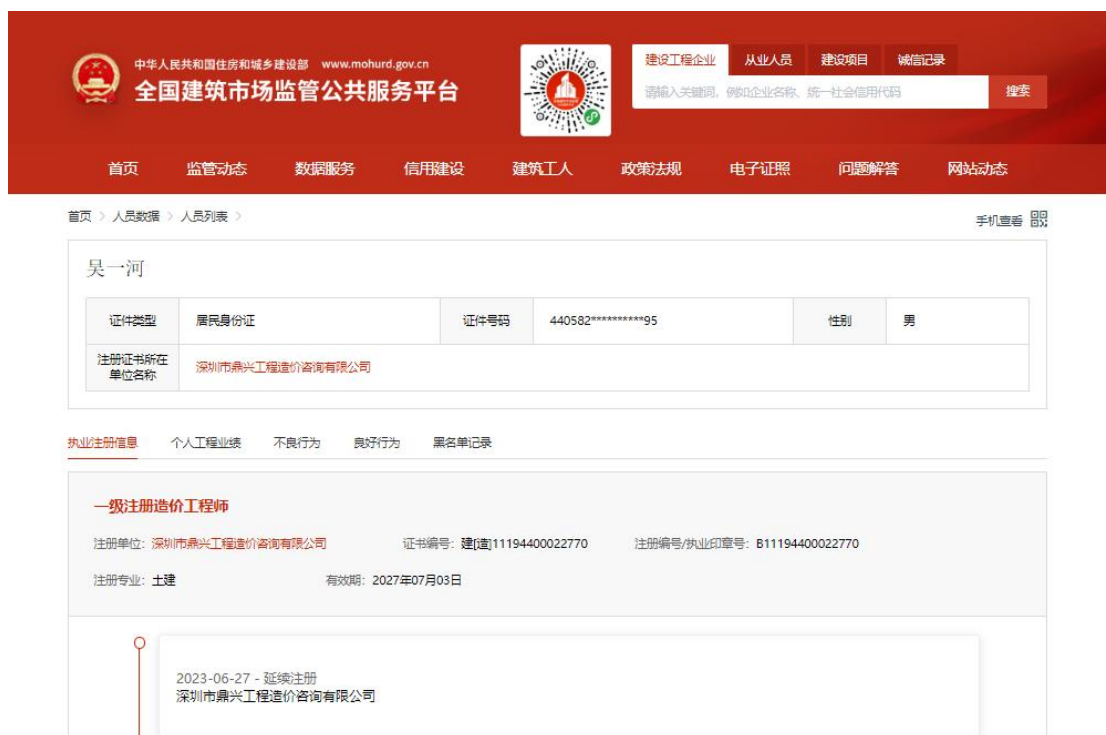 中华人民共和国住房和城乡建设部 www.mohurd.gov.cn
全国建筑市场监管公共服务平台
建设工程企业 从业人员 建设项目 诚信记录
请输入关键词，例如企业名称、统一社会信用代码 搜索
首页 监管动态 数据服务 信用建设 建筑工人 政策法规 电子证照 问题解答 网站动态
首页 > 人员数据 > 人员列表 >
手机查看
吴一河
证件类型 居民身份证 证件号码 440582**********95 性别 男
注册证书所在
单位名称
深圳市鼎兴工程造价咨询有限公司
执业注册信息 个人工程业绩 不良行为 良好行为 黑名单记录
一级注册造价工程师
注册单位：深圳市鼎兴工程造价咨询有限公司 证书编号：建[造]11194400022770 注册编号/执业印章号：B11194400022770
注册专业：土建 有效期：2027年07月03日
2023-06-27 - 延续注册
深圳市鼎兴工程造价咨询有限公司